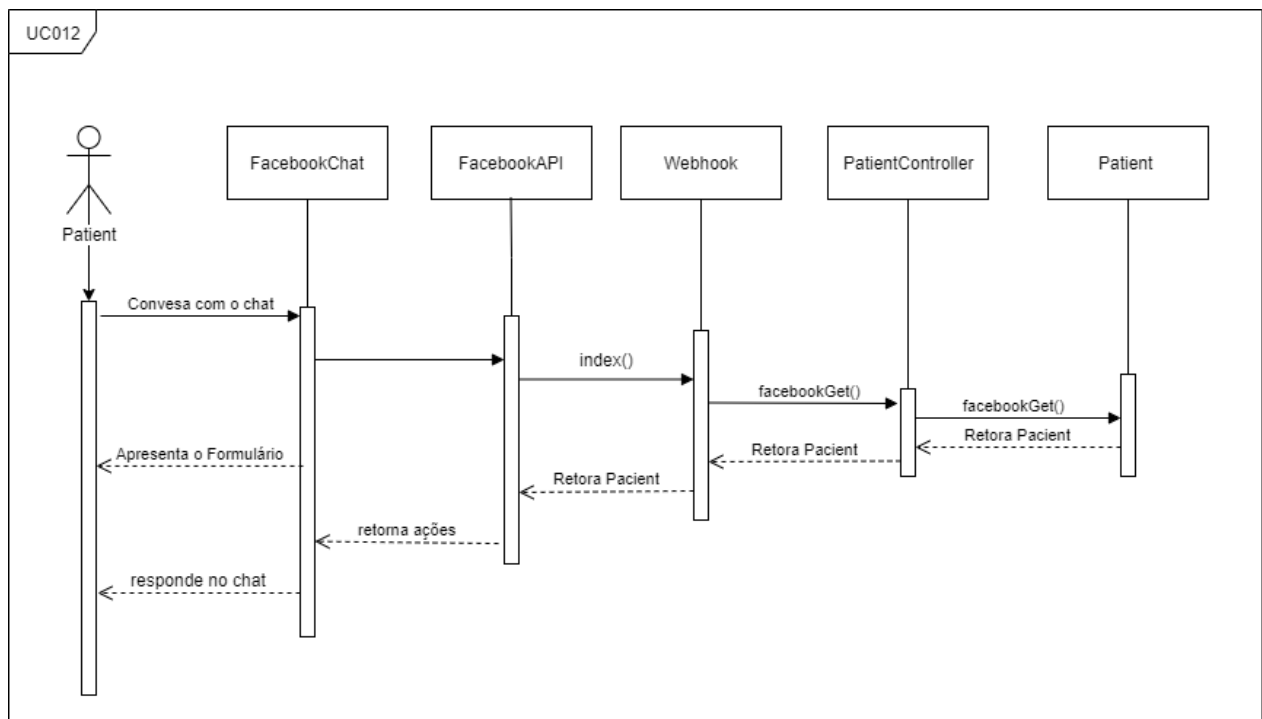 UC012
FacebookChat
FacebookAPI
Webhook
PatientController
Patient
Patient
Convesa com o chat
index()
facebookGet()
facebookGet()
Retora Pacient
Retora Pacient
Apresenta o Formulário
Retora Pacient
retorna ações
responde no chat